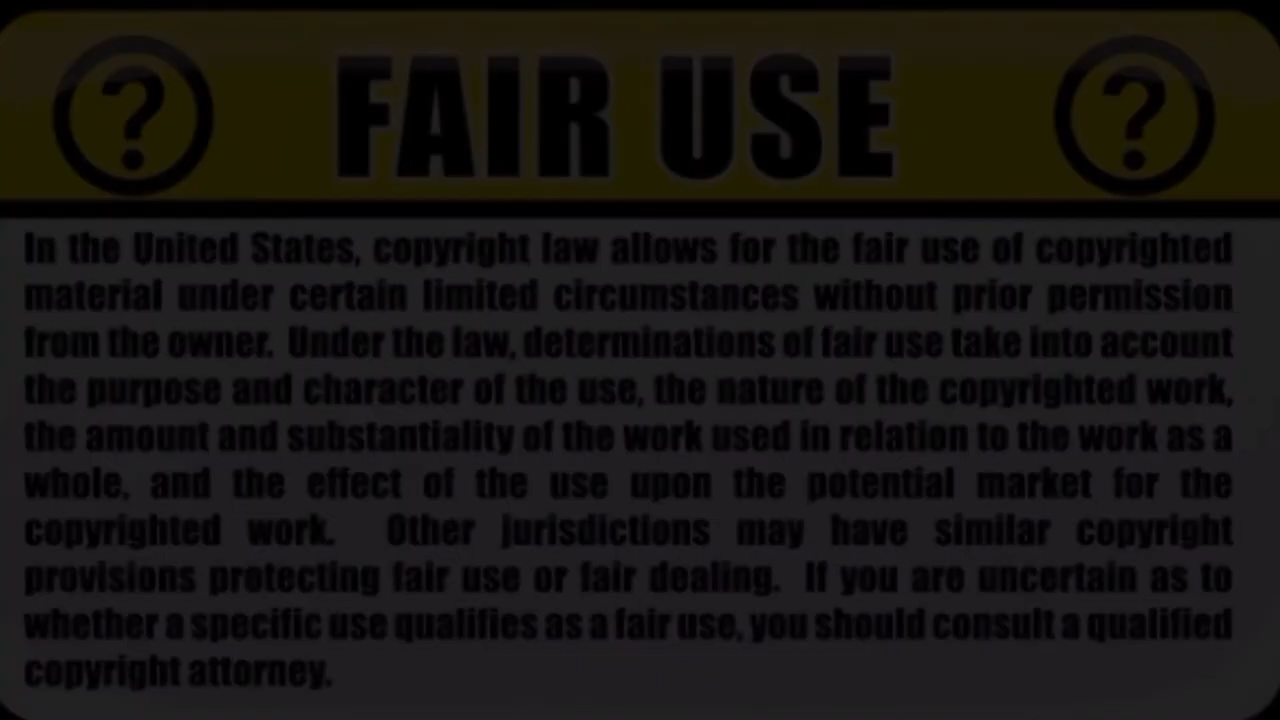 ? FAIR USE ?
In the United States, copyright law allows for the fair use of copyrighted
material under certain limited circumstances without prior permission
from the owner. Under the law, determinations of fair use take into account
the purpose and character of the use, the nature of the copyrighted work,
the amount and substantiality of the work used in relation to the work as a
whole, and the effect of the use upon the potential market for the
copyrighted work. Other jurisdictions may have similar copyright
provisions protecting fair use or fair dealing. If you are uncertain as to
whether a specific use qualifies as a fair use, you should consult a qualified
copyright attorney.